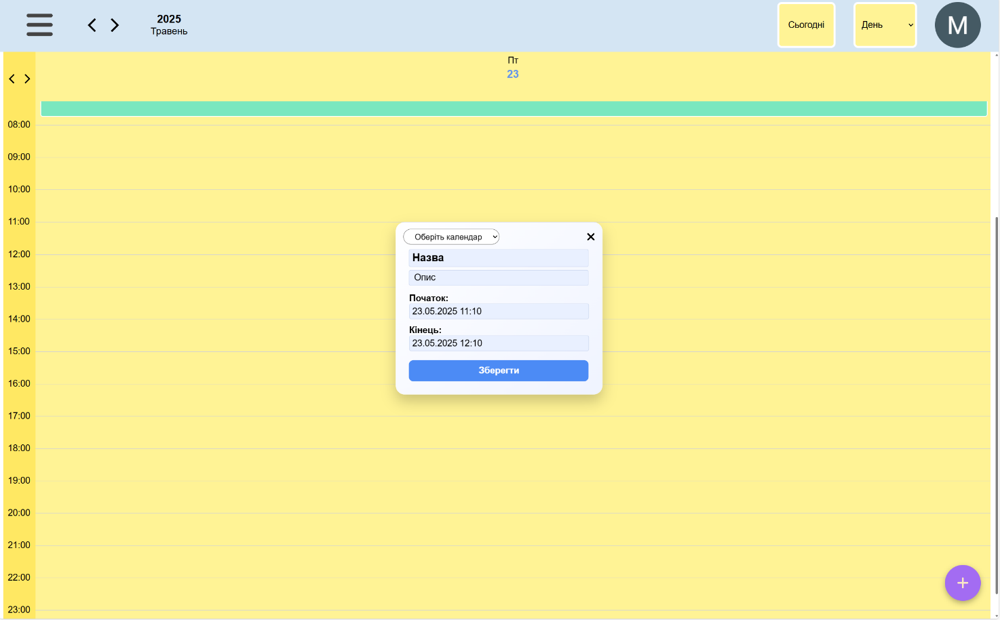 2025
Травень
Сьогодні
День
M
Пт
23
08:00
09:00
10:00
11:00
12:00
13:00
14:00
15:00
16:00
17:00
18:00
19:00
20:00
21:00
22:00
23:00
Оберіть календар
Назва
Опис
Початок:
23.05.2025 11:10
Кінець:
23.05.2025 12:10
Зберегти